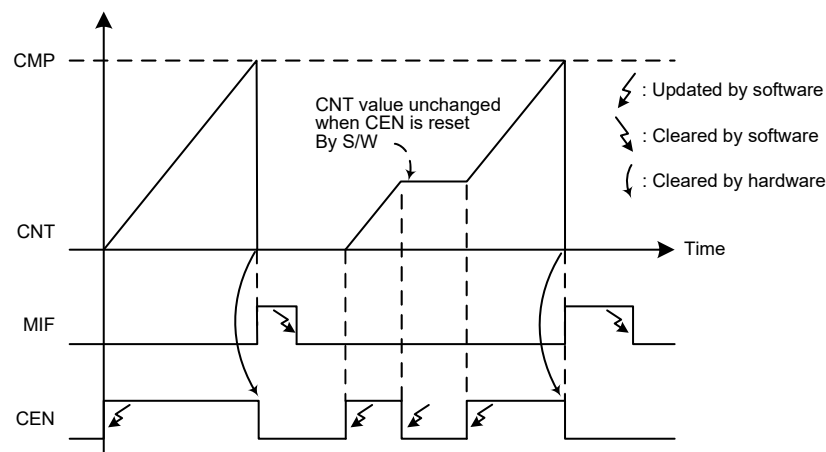 CMP
CNT value unchanged
when CEN is reset
By S/W
: Updated by software
: Cleared by software
: Cleared by hardware
CNT
Time
MIF
CEN